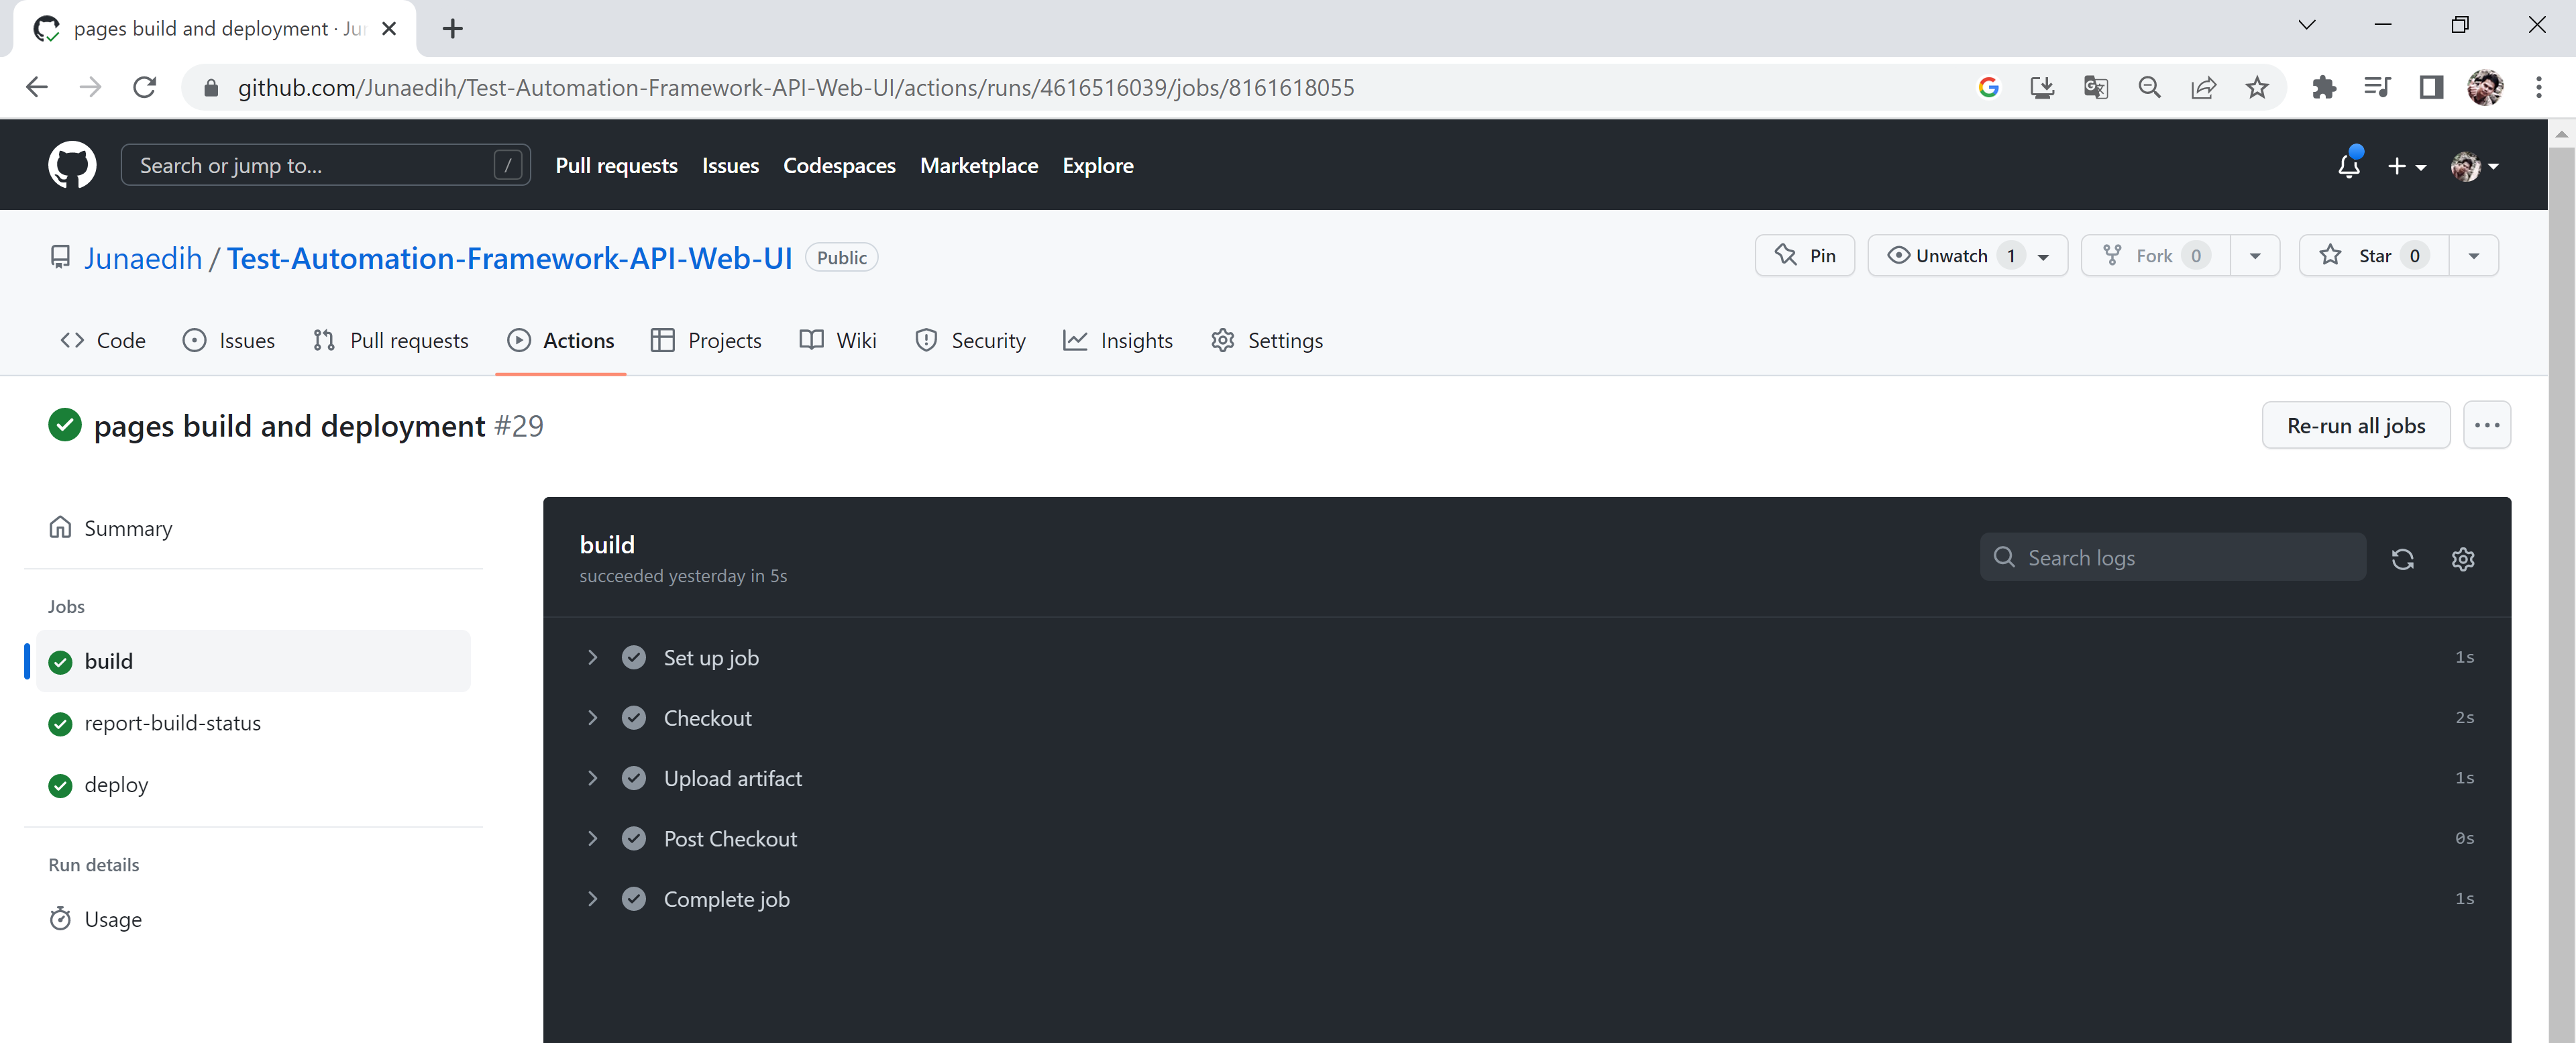 pages build and deployment · Ju
github.com/Junaedih/Test-Automation-Framework-API-Web-UI/actions/runs/4616516039/jobs/8161618055
Search or jump to... / Pull requests Issues Codespaces Marketplace Explore
Junaedih / Test-Automation-Framework-API-Web-UI Public Pin Unwatch 1 Fork 0 Star 0
Code Issues Pull requests Actions Projects Wiki Security Insights Settings
pages build and deployment #29 Re-run all jobs
Summary
Jobs
build
report-build-status
deploy
Run details
Usage
build
succeeded yesterday in 5s
Search logs
Set up job 1s
Checkout 2s
Upload artifact 1s
Post Checkout 0s
Complete job 1s